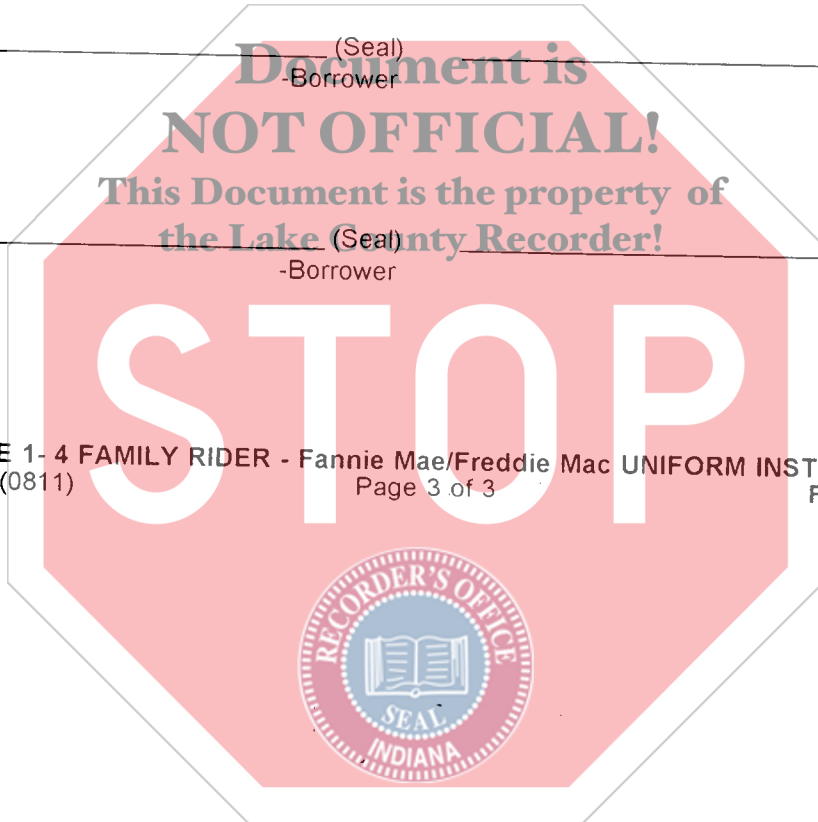 (Seal)
Document is
-Borrower
NOT OFFICIAL!
This Document is the property of
the Lake County Recorder!
(Seal)
-Borrower
STOP
E 1- 4 FAMILY RIDER - Fannie Mae/Freddie Mac UNIFORM INST
(0811) Page 3 of 3
RECORDER'S OFFICE
SEAL
INDIANA